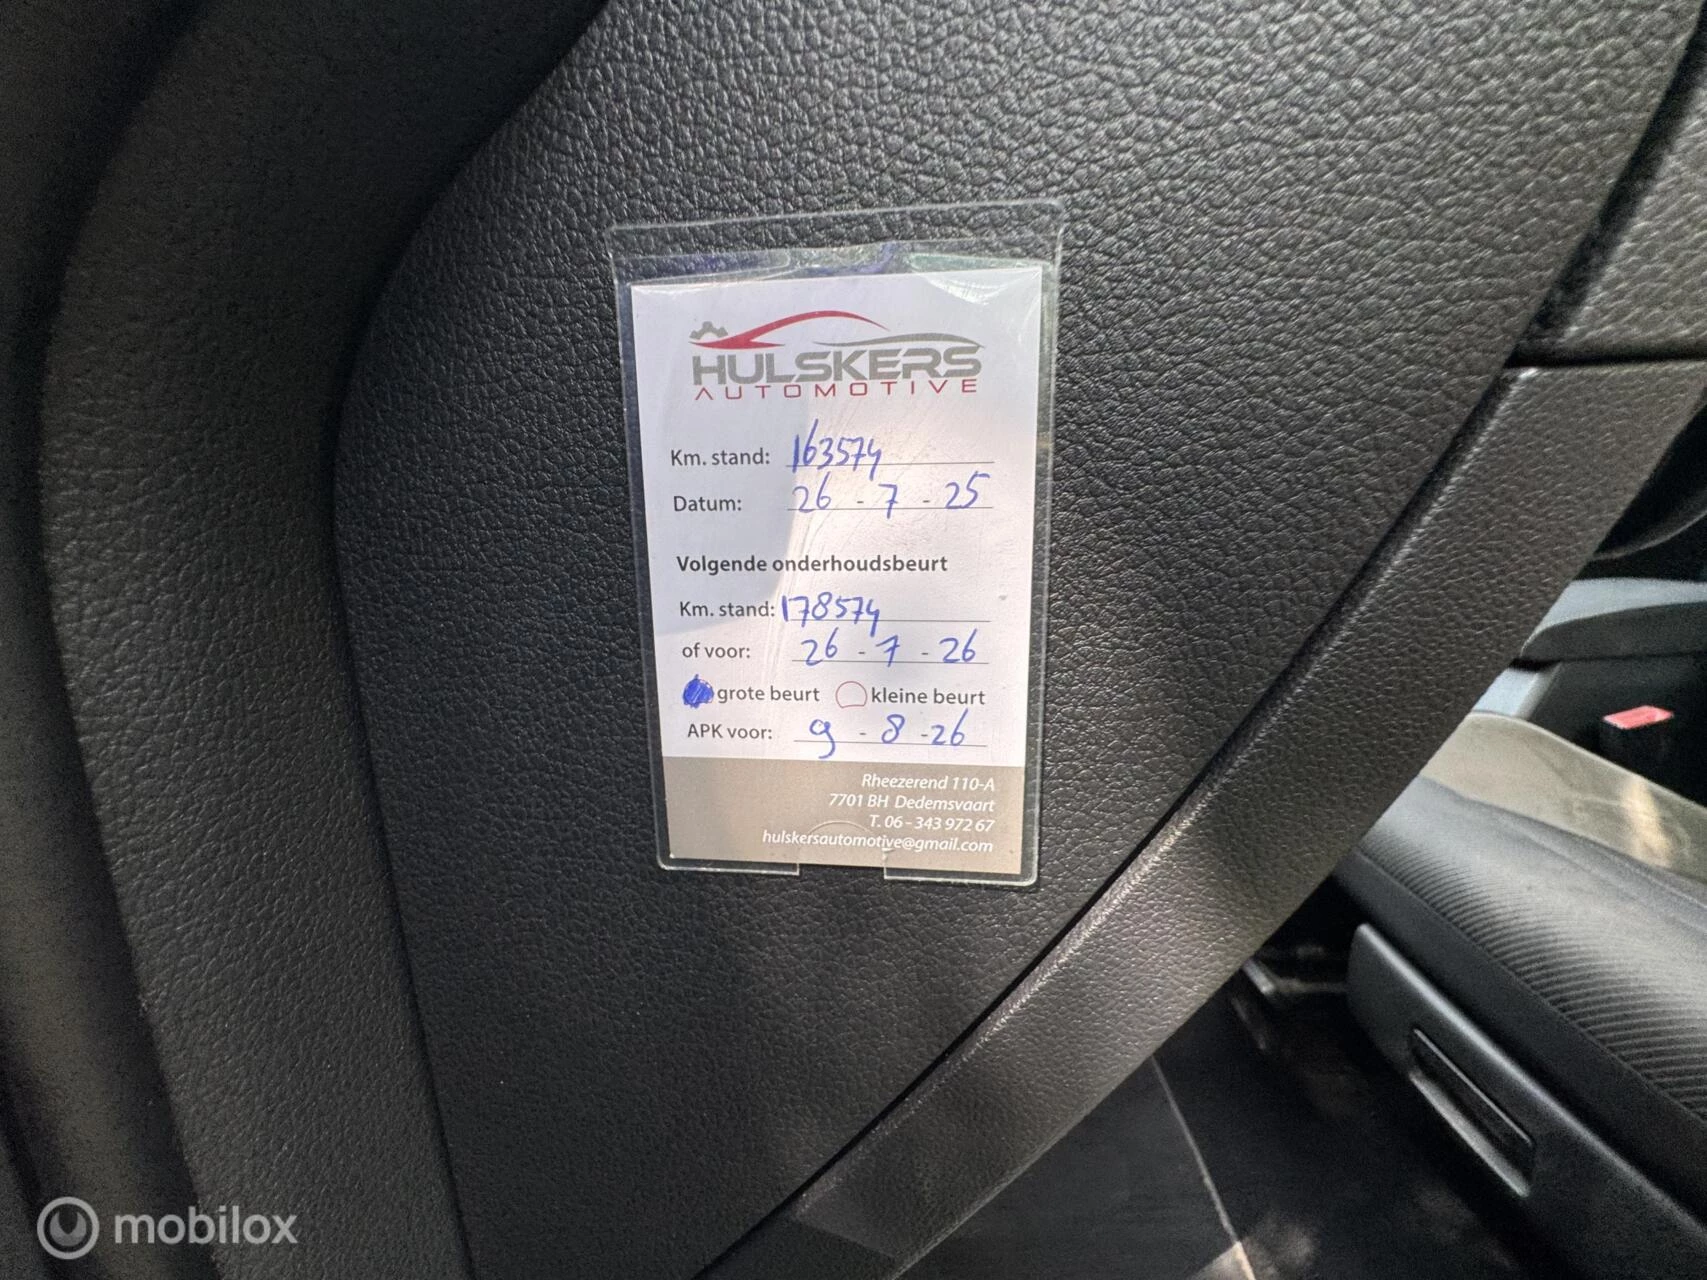 HULSKERS
AUTOMOTIVE
Km. stand: 163574
Datum: 26 - 7 - 25
Volgende onderhoudsbeurt
Km. stand: 178574
of voor: 26 - 7 - 26
grote beurt kleine beurt
APK voor: 9 - 8 - 26
Rheezerend 110-A
7701 BH Dedemsvaart
T. 06 - 343 972 67
hulskersautomotive@gmail.com
mobilox